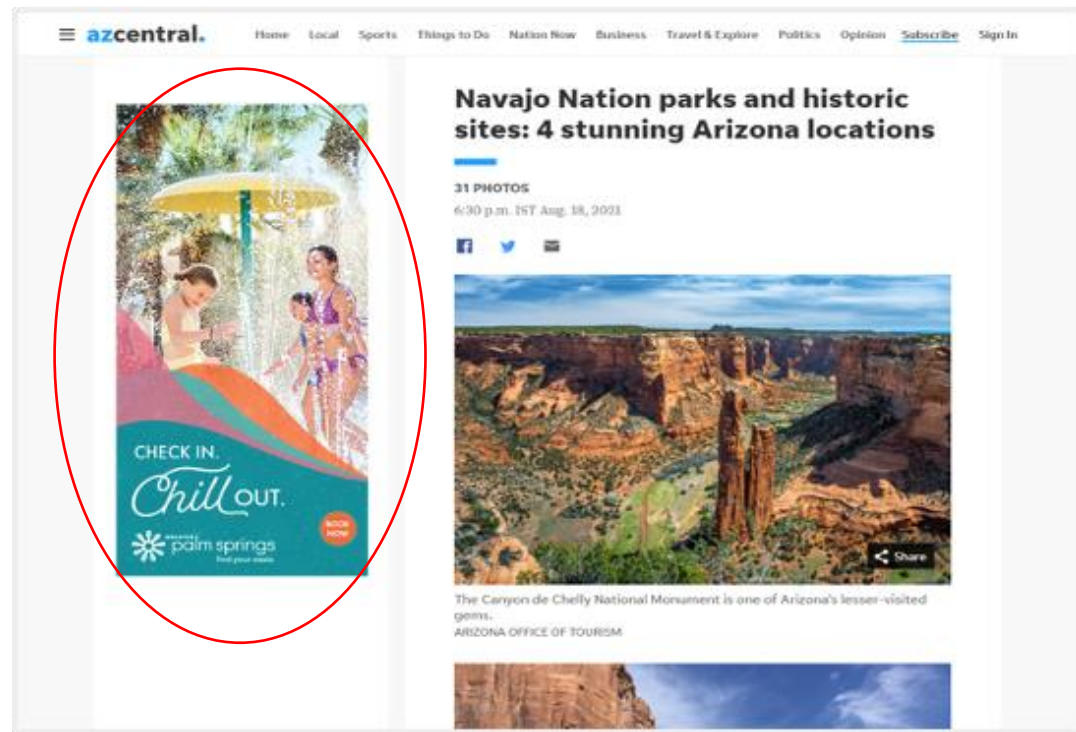 azcentral.
Home Local Sports Things to Do Nation Now Business Travel & Explore Politics Opinion Subscribe Sign In
CHECK IN.
Chill OUT.
BOOK
NOW
palm springs
find your oasis
Navajo Nation parks and historic
sites: 4 stunning Arizona locations
31 PHOTOS
6:30 p.m. IST Aug. 18, 2021
Share
The Canyon de Chelly National Monument is one of Arizona's lesser-visited
gems.
ARIZONA OFFICE OF TOURISM